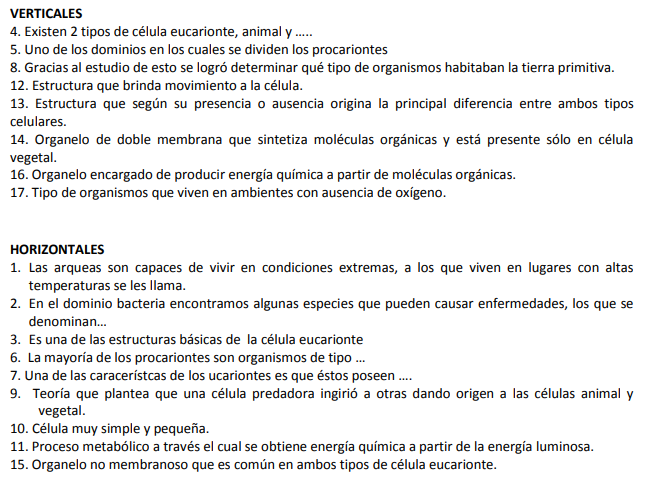 VERTICALES
4. Existen 2 tipos de célula eucarionte, animal y …..
5. Uno de los dominios en los cuales se dividen los procariontes
8. Gracias al estudio de esto se logró determinar qué tipo de organismos habitaban la tierra primitiva.
12. Estructura que brinda movimiento a la célula.
13. Estructura que según su presencia o ausencia origina la principal diferencia entre ambos tipos
celulares.
14. Organelo de doble membrana que sintetiza moléculas orgánicas y está presente sólo en célula
vegetal.
16. Organelo encargado de producir energía química a partir de moléculas orgánicas.
17. Tipo de organismos que viven en ambientes con ausencia de oxígeno.
HORIZONTALES
1. Las arqueas son capaces de vivir en condiciones extremas, a los que viven en lugares con altas
temperaturas se les llama.
2. En el dominio bacteria encontramos algunas especies que pueden causar enfermedades, los que se
denominan…
3. Es una de las estructuras básicas de la célula eucarionte
6. La mayoría de los procariontes son organismos de tipo …
7. Una de las caracerístcas de los ucariontes es que éstos poseen ....
9. Teoría que plantea que una célula predadora ingirió a otras dando origen a las células animal y
vegetal.
10. Célula muy simple y pequeña.
11. Proceso metabólico a través el cual se obtiene energía química a partir de la energía luminosa.
15. Organelo no membranoso que es común en ambos tipos de célula eucarionte.